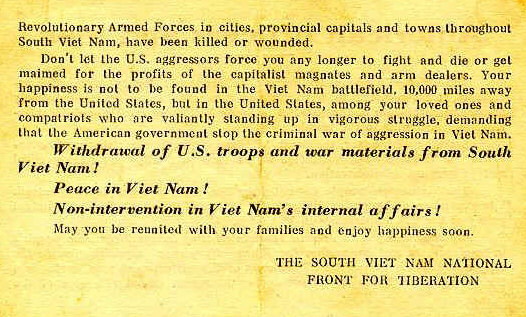 Revolutionary Armed Forces in cities, provincial capitals and towns throughout
South Viet Nam, have been killed or wounded.
Don't let the U.S. aggressors force you any longer to fight and die or get
maimed for the profits of the capitalist magnates and arm dealers. Your
happiness is not to be found in the Viet Nam battlefield, 10,000 miles away
from the United States, but in the United States, among your loved ones and
compatriots who are valiantly standing up in vigorous struggle, demanding
that the American government stop the criminal war of aggression in Viet Nam.
Withdrawal of U.S. troops and war materials from South
Viet Nam!
Peace in Viet Nam!
Non-intervention in Viet Nam's internal affairs!
May you be reunited with your families and enjoy happiness soon.
THE SOUTH VIET NAM NATIONAL
FRONT FOR TIBERATION